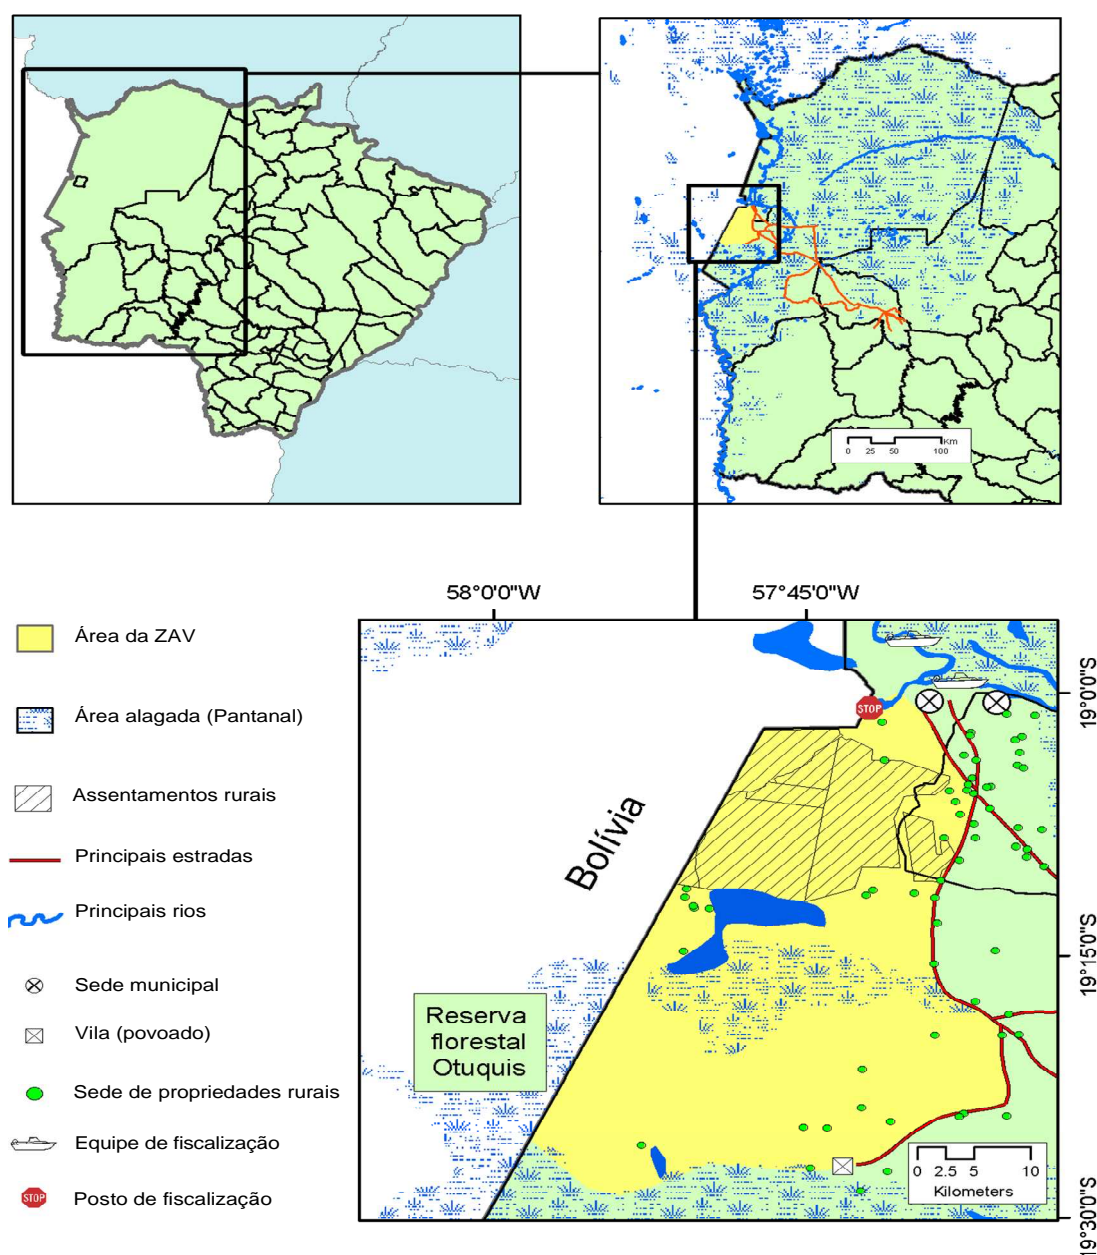 Km
0 25 50 100
58°0'0"W 57°45'0"W
Área da ZAV
Área alagada (Pantanal)
Assentamentos rurais
Principais estradas
Principais rios
Sede municipal
Vila (povoado)
Sede de propriedades rurais
Equipe de fiscalização
STOP
Posto de fiscalização
STOP
Bolívia
Reserva
florestal
Otuquis
19°0'0"S
19°15'0"S
19°30'0"S
0 2.5 5 10
Kilometers